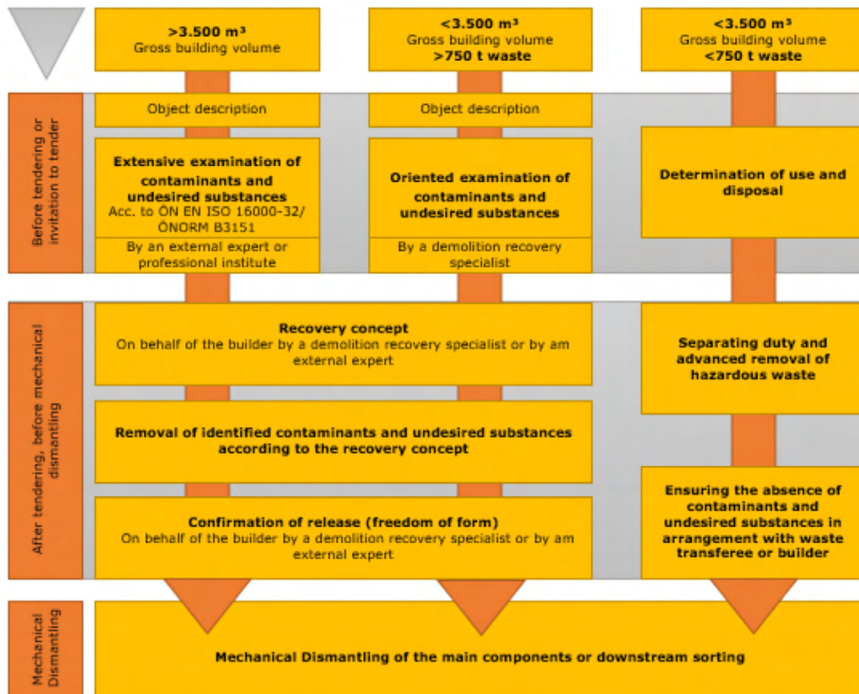 >3.500 m³
Gross building volume
<3.500 m³
Gross building volume
>750 t waste
<3.500 m³
Gross building volume
<750 t waste
Before tendering or
invitation to tender
Object description
Extensive examination of
contaminants and
undesired substances
Acc. to ÖN EN ISO 16000-32/
ÖNORM B3151
By an external expert or
professional institute
Object description
Oriented examination of
contaminants and
undesired substances
By a demolition recovery
specialist
Determination of use and
disposal
After tendering, before mechanical
dismantling
Recovery concept
On behalf of the builder by a demolition recovery specialist or by am
external expert
Removal of identified contaminants and undesired substances
according to the recovery concept
Confirmation of release (freedom of form)
On behalf of the builder by a demolition recovery specialist or by am
external expert
Separating duty and
advanced removal of
hazardous waste
Ensuring the absence of
contaminants and
undesired substances in
arrangement with waste
transferee or builder
Mechanical
Dismantling
Mechanical Dismantling of the main components or downstream sorting